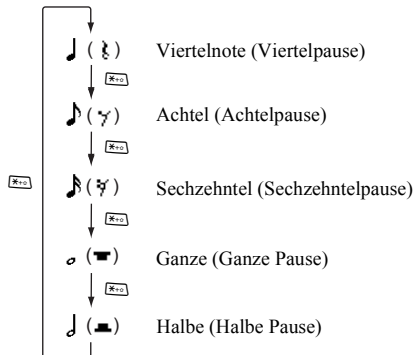 Viertelnote (Viertelpause)
Achtel (Achtelpause)
Sechzehntel (Sechzehntelpause)
Ganze (Ganze Pause)
Halbe (Halbe Pause)